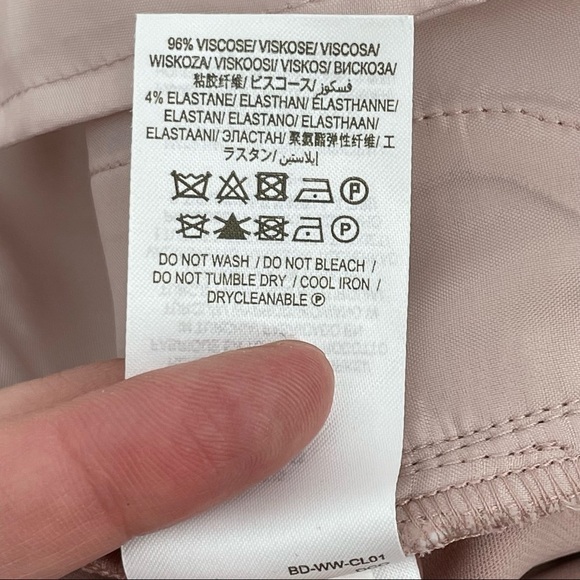 96% VISCOSE/ VISKOSE/ VISCOSA/
WISKOZA/ VISKOOSI/ VISKOS/ ВИСКОЗА/
粘胶纤维/ ビスコース/ فسكوز/
4% ELASTANE/ ELASTHAN/ ÉLASTHANNE/
ELASTAN/ ELASTANO/ ELASTHAAN/
ELASTAANI/ ЭЛАСТАН/ 聚氨酯弹性纤维/ エ
ラスタン/ إيلاستين/
P
P
DO NOT WASH / DO NOT BLEACH /
DO NOT TUMBLE DRY / COOL IRON /
DRYCLEANABLE Ⓟ
BD-WW-CL01